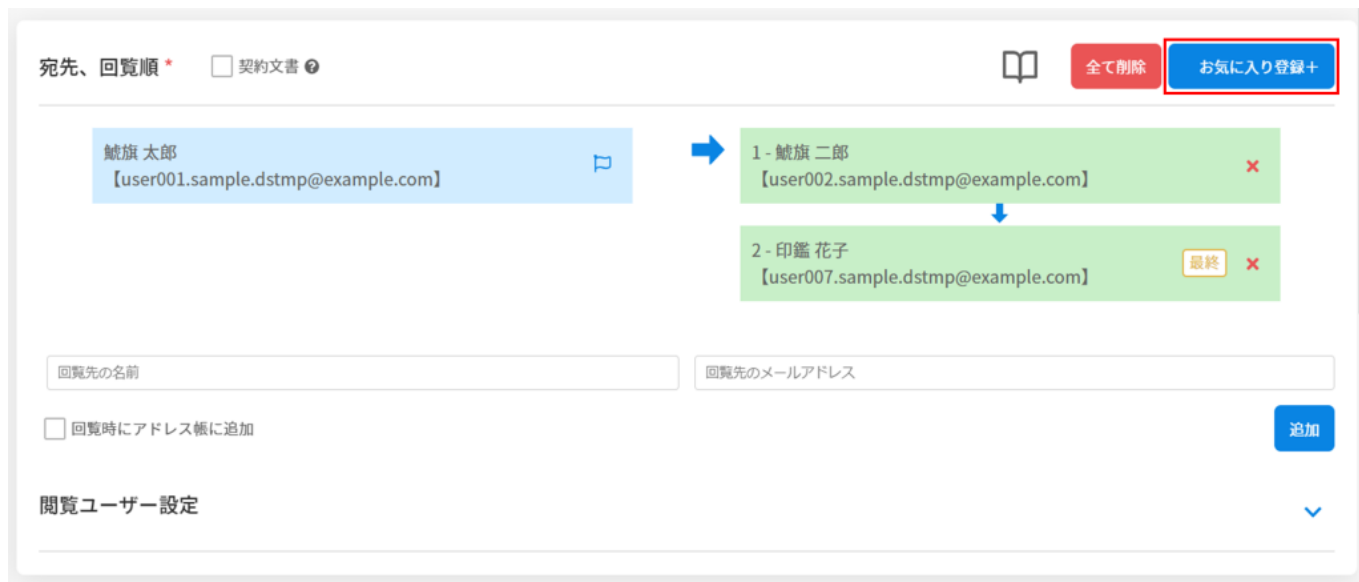 宛先、回覧順 *
契約文書
全て削除
お気に入り登録+
鯱旗 太郎
【user001.sample.dstmp@example.com】
1 - 鯱旗 二郎
【user002.sample.dstmp@example.com】
2 - 印鑑 花子
【user007.sample.dstmp@example.com】
最終
回覧先の名前
回覧先のメールアドレス
回覧時にアドレス帳に追加
追加
閲覧ユーザー設定